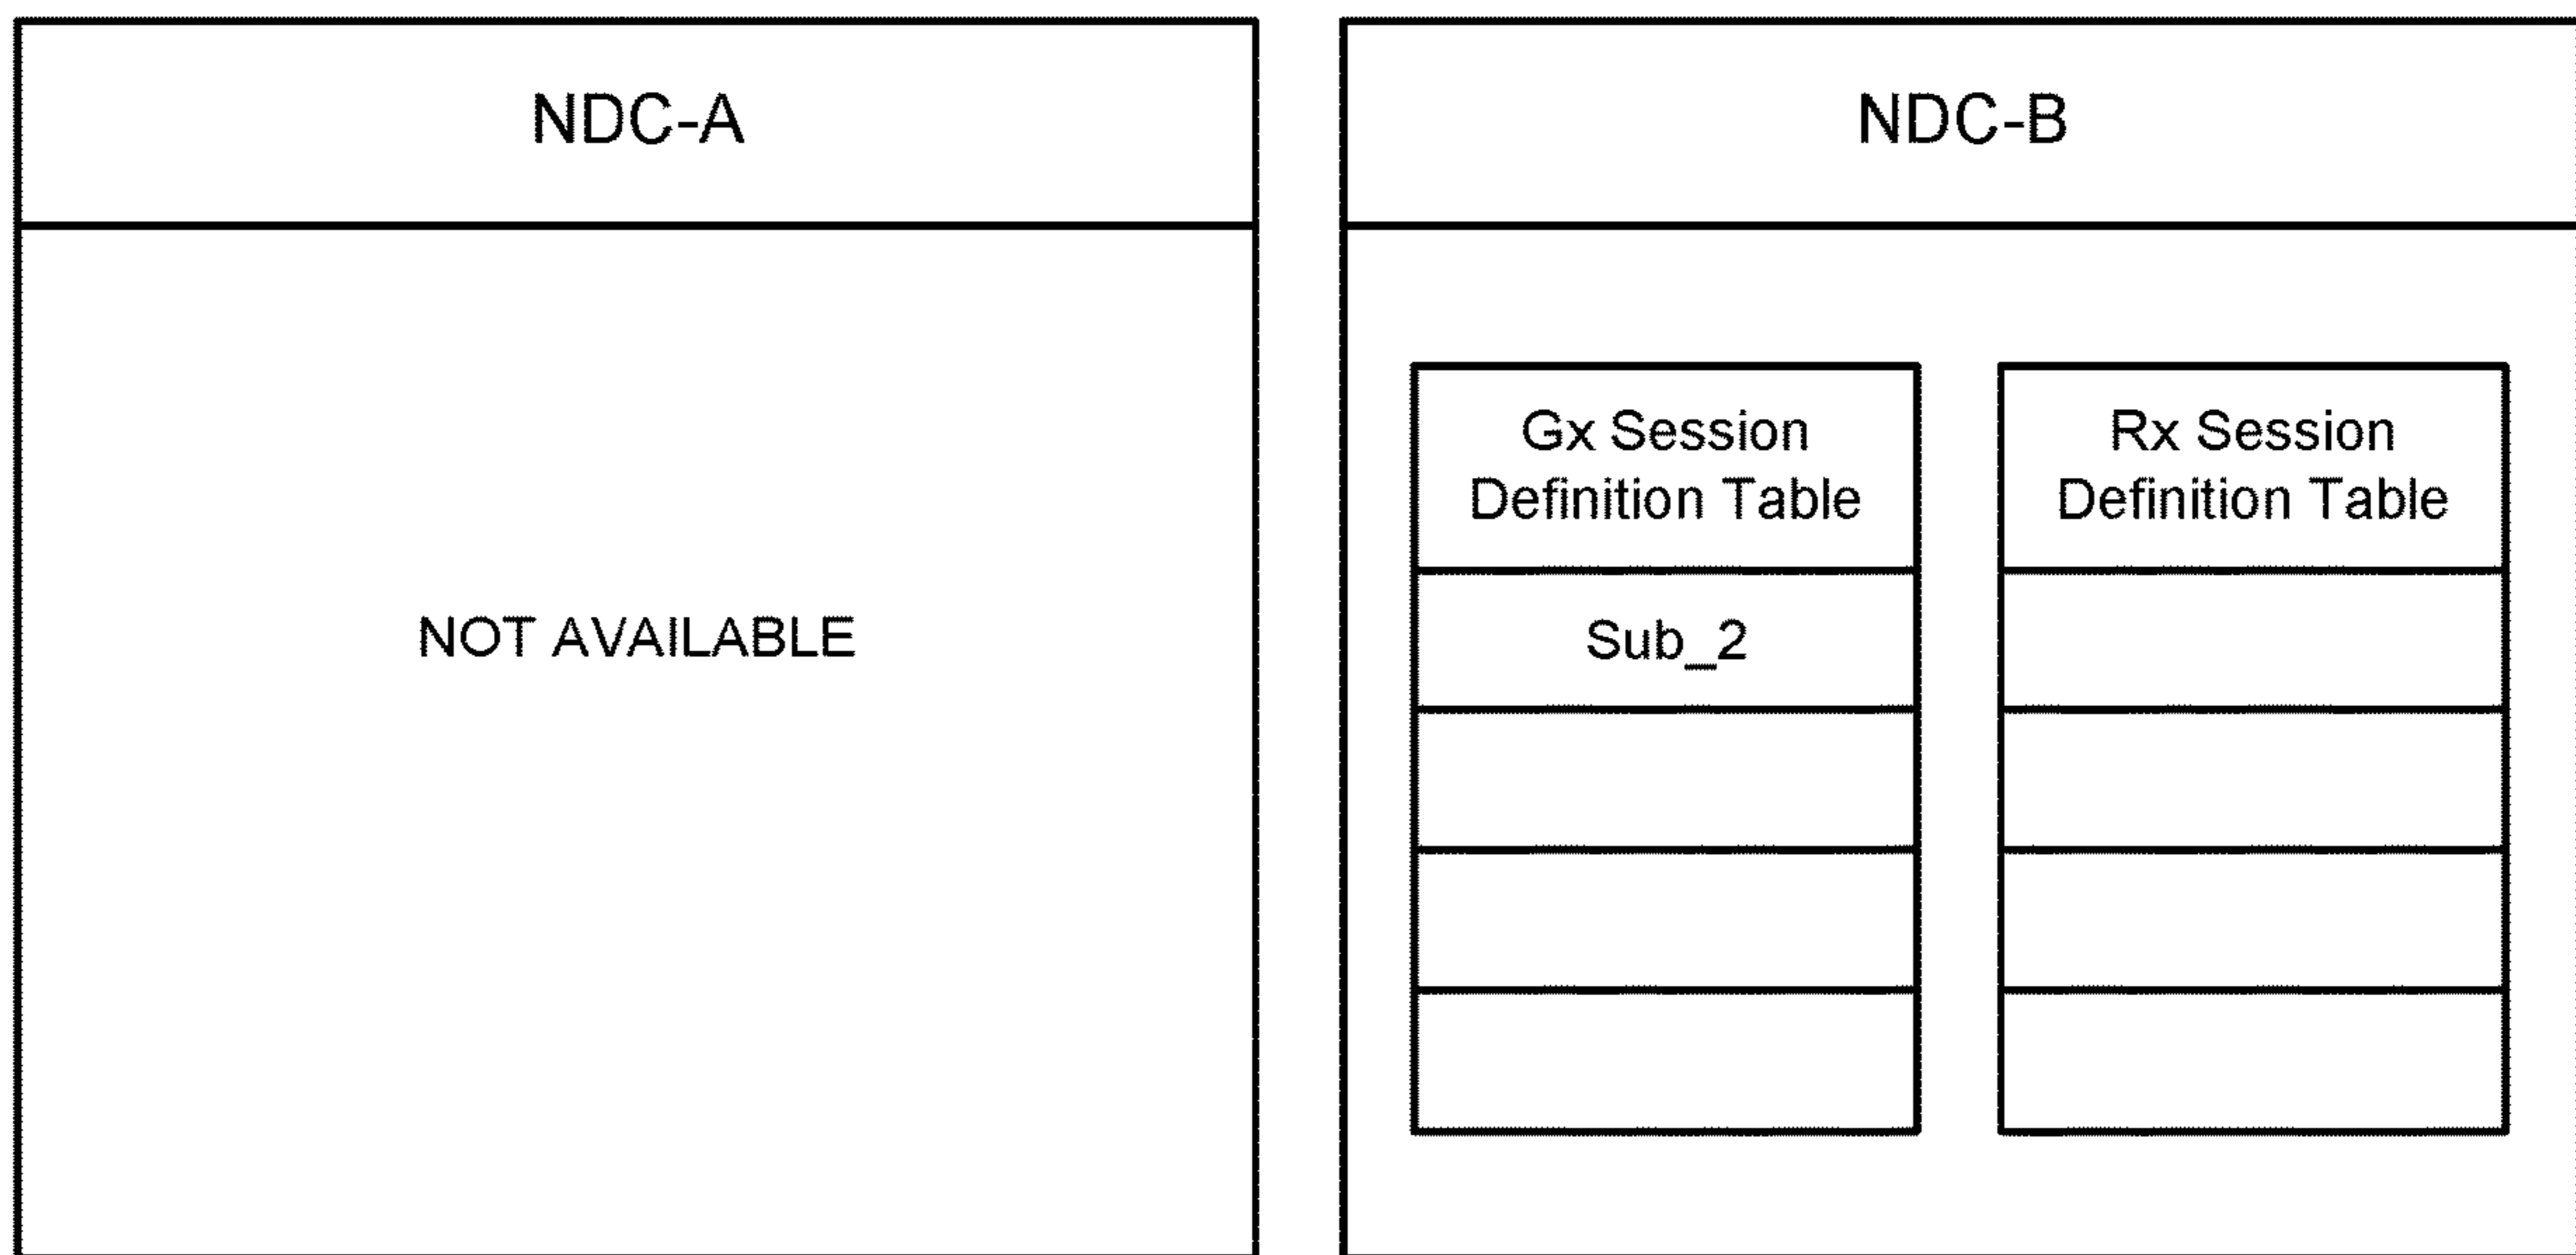 NDC-A
NOT AVAILABLE
NDC-B
Gx Session
Definition Table
Sub_2
Rx Session
Definition Table